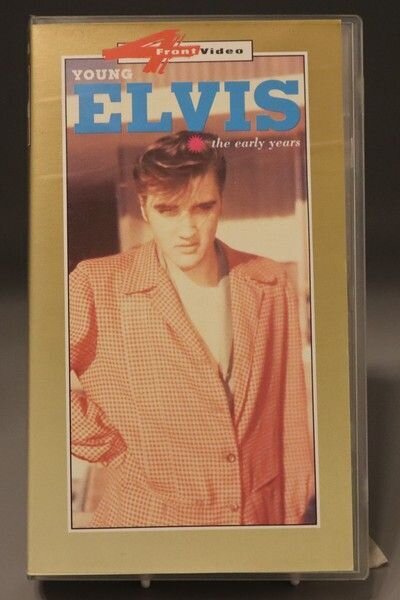 4 Front Video
YOUNG
ELVIS
the early years